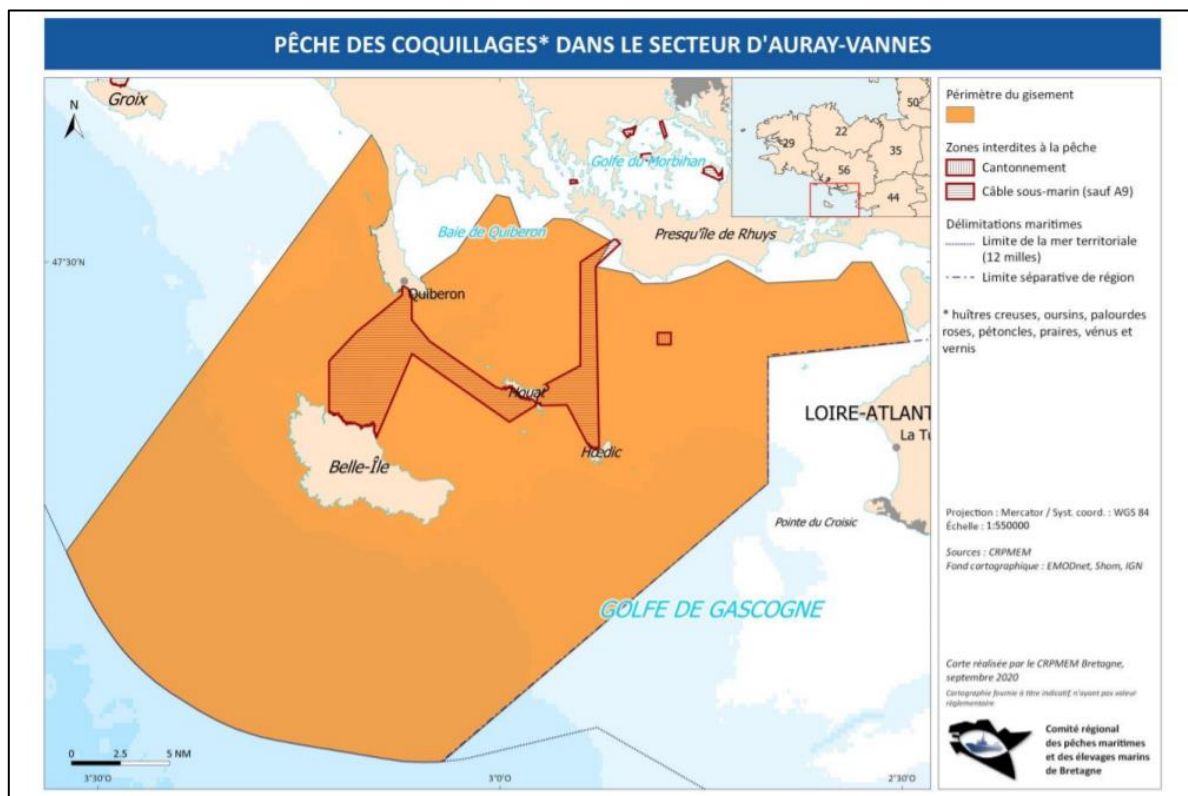 PÊCHE DES COQUILLAGES* DANS LE SECTEUR D'AURAY-VANNES
Groix
N
Golfe du Morbihan
Baie de Quiberon
Presqu'île de Rhuys
47°30'N
Quiberon
Houat
Hœdic
Belle-Île
LOIRE-ATLANT
La Tu
Pointe du Croisic
GOLFE DE GASCOGNE
0 2.5 5 NM
3°30'O
3°0'O
2°30'O
29
22
35
56
44
50
Périmètre du gisement
Zones interdites à la pêche
Cantonnement
Câble sous-marin (sauf A9)
Délimitations maritimes
Limite de la mer territoriale
(12 milles)
Limite séparative de région
* huîtres creuses, oursins, palourdes
roses, pétoncles, praires, vénus et
vernis
Projection : Mercator / Syst. coord. : WGS 84
Échelle : 1:550000
Sources : CRPMEM
Fond cartographique : EMODnet, Shom, IGN
Carte réalisée par le CRPMEM Bretagne,
septembre 2020
Cartographie fournie à titre indicatif, n'ayant pas valeur
règlementaire
Comité régional
des pêches maritimes
et des élevages marins
de Bretagne